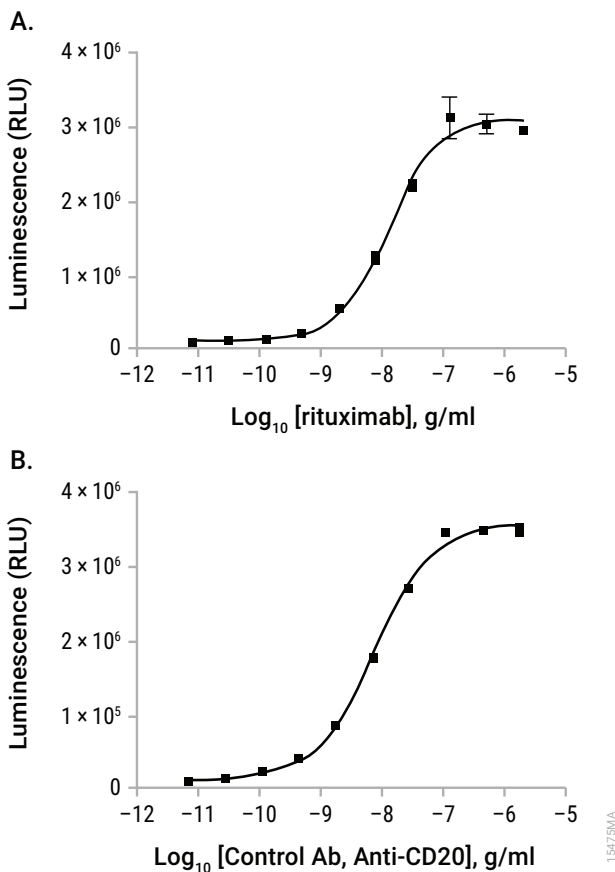 A.
4 × 10⁶
3 × 10⁶
2 × 10⁶
1 × 10⁶
0
Luminescence (RLU)
−12 −11 −10 −9 −8 −7 −6 −5
Log₁₀ [rituximab], g/ml
B.
4 × 10⁶
3 × 10⁶
2 × 10⁶
1 × 10⁵
0
Luminescence (RLU)
−12 −11 −10 −9 −8 −7 −6 −5
Log₁₀ [Control Ab, Anti-CD20], g/ml
15475MA